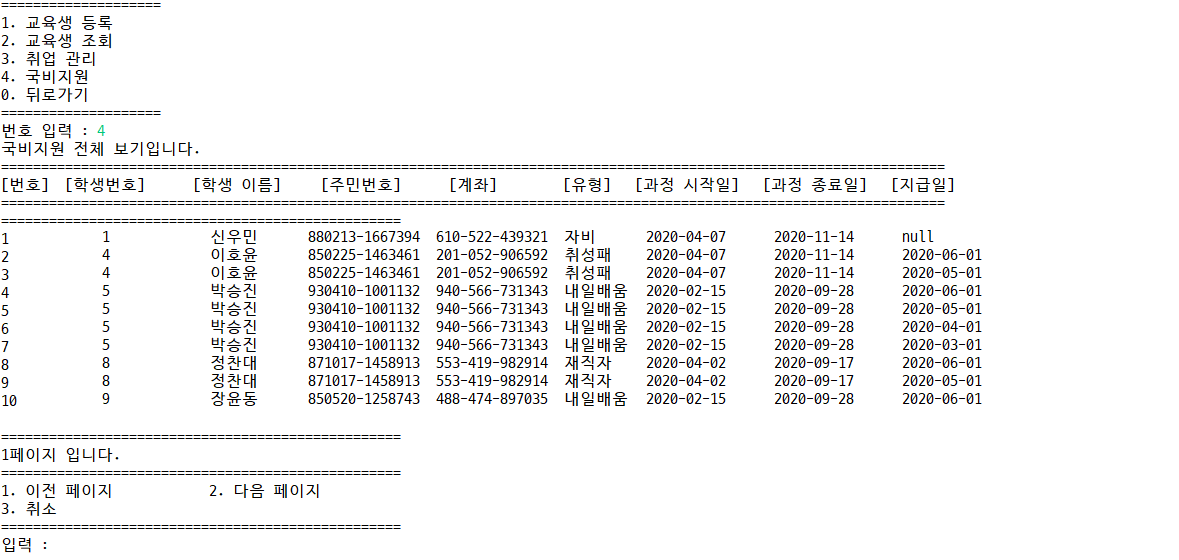 ====================
1. 교육생 등록
2. 교육생 조회
3. 취업 관리
4. 국비지원
0. 뒤로가기
====================
번호 입력 : 4
국비지원 전체 보기입니다.
======================================================================================================================
[번호] [학생번호] [학생 이름] [주민번호] [계좌] [유형] [과정 시작일] [과정 종료일] [지급일]
======================================================================================================================
==================================================
1 1 신우민 880213-1667394 610-522-439321 자비 2020-04-07 2020-11-14 null
2 4 이호윤 850225-1463461 201-052-906592 취성패 2020-04-07 2020-11-14 2020-06-01
3 4 이호윤 850225-1463461 201-052-906592 취성패 2020-04-07 2020-11-14 2020-05-01
4 5 박승진 930410-1001132 940-566-731343 내일배움 2020-02-15 2020-09-28 2020-06-01
5 5 박승진 930410-1001132 940-566-731343 내일배움 2020-02-15 2020-09-28 2020-05-01
6 5 박승진 930410-1001132 940-566-731343 내일배움 2020-02-15 2020-09-28 2020-04-01
7 5 박승진 930410-1001132 940-566-731343 내일배움 2020-02-15 2020-09-28 2020-03-01
8 8 정찬대 871017-1458913 553-419-982914 재직자 2020-04-02 2020-09-17 2020-06-01
9 8 정찬대 871017-1458913 553-419-982914 재직자 2020-04-02 2020-09-17 2020-05-01
10 9 장윤동 850520-1258743 488-474-897035 내일배움 2020-02-15 2020-09-28 2020-06-01
==================================================
1페이지 입니다.
==================================================
1. 이전 페이지 2. 다음 페이지
3. 취소
==================================================
입력 :